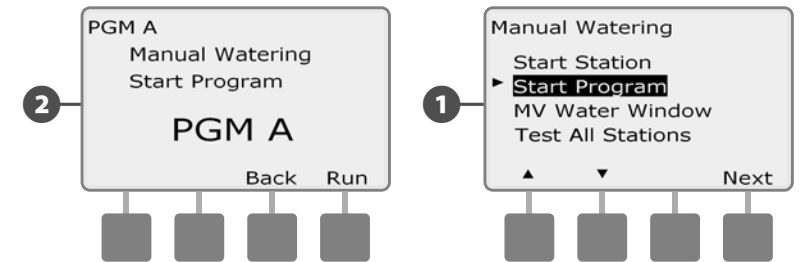 PGM A
Manual Watering
Start Program
PGM A
Back Run
2
Manual Watering
Start Station
► Start Program
MV Water Window
Test All Stations
▲ ▼ Next
1